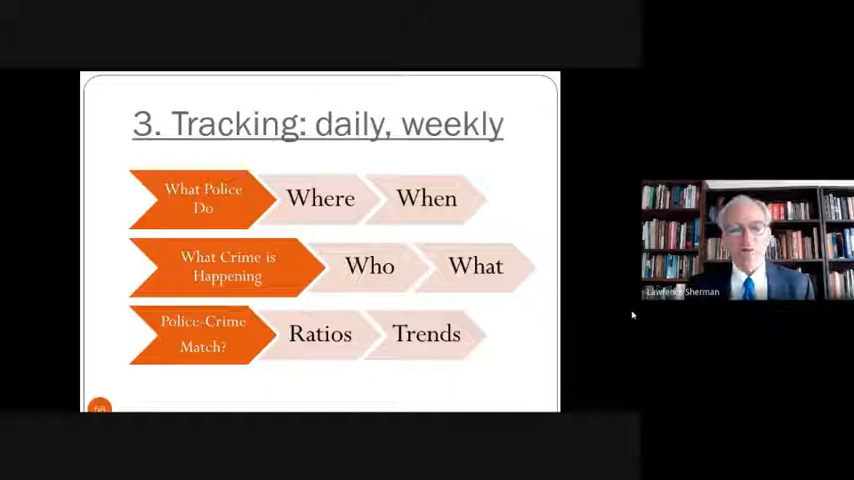 3. Tracking: daily, weekly
What Police
Do
Where
When
What Crime is
Happening
Who
What
Police-Crime
Match?
Ratios
Trends
68
Lawrence Sherman